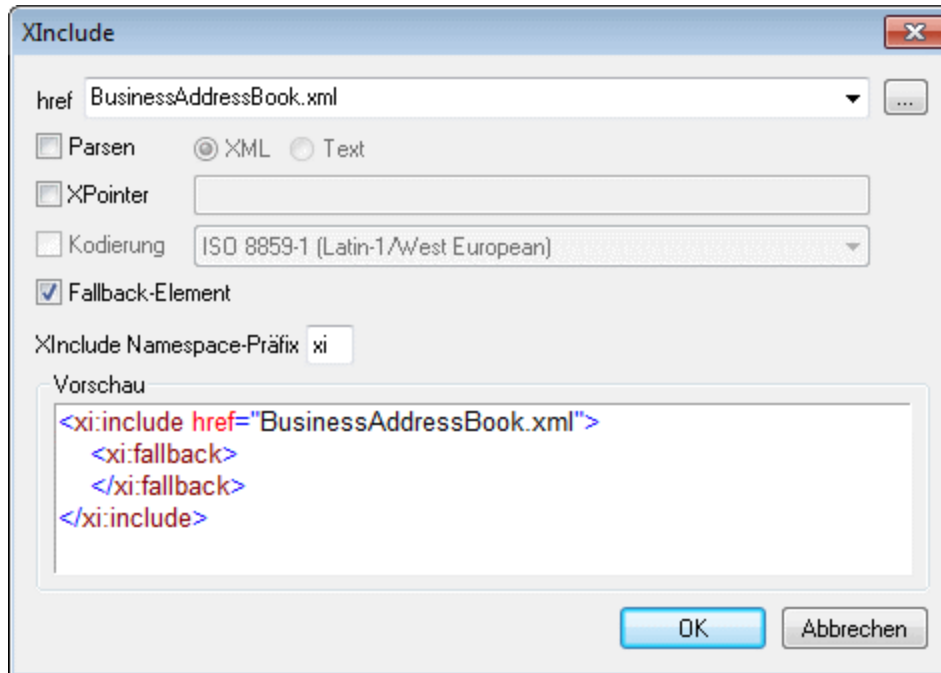 XInclude
href BusinessAddressBook.xml ...
Parsen XML Text
XPointer
Kodierung ISO 8859-1 (Latin-1/West European)
Fallback-Element
XInclude Namespace-Präfix xi
Vorschau
<xi:include href="BusinessAddressBook.xml">
<xi:fallback>
</xi:fallback>
</xi:include>
OK Abbrechen